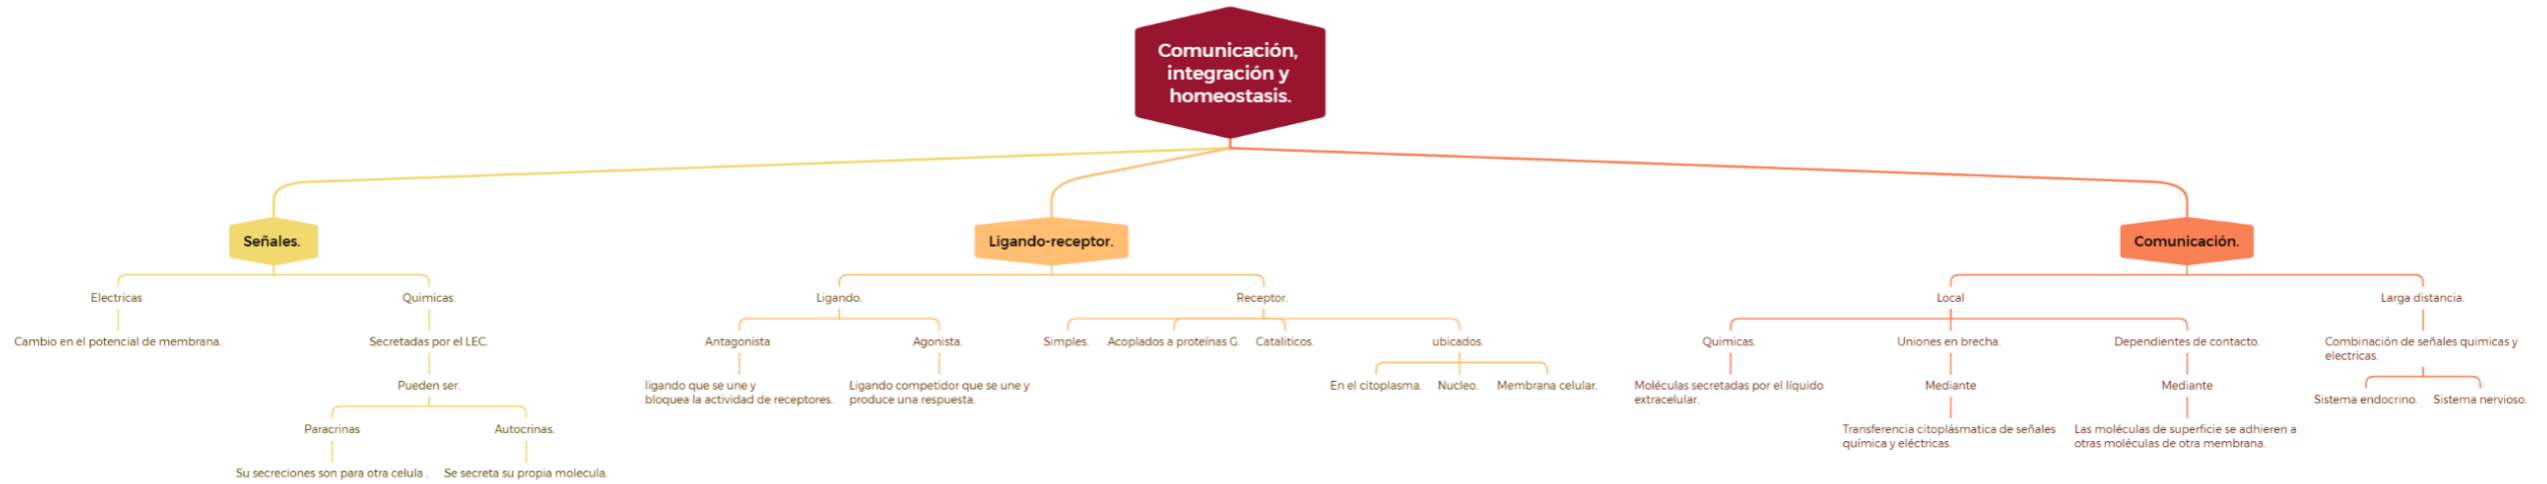 Comunicación,
integración y
homeostasis.
Señales.
Electricas
Cambio en el potencial de membrana.
Quimicas.
Secretadas por el LEC.
Pueden ser.
Paracrinas
Su secreciones son para otra celula .
Autocrinas.
Se secreta su propia molecula.
Ligando-receptor.
Ligando.
Antagonista
ligando que se une y
bloquea la actividad de receptores.
Agonista.
Ligando competidor que se une y
produce una respuesta.
Receptor.
Simples.
Acoplados a proteínas G.
Cataliticos.
ubicados.
En el citoplasma.
Nucleo.
Membrana celular.
Comunicación.
Local
Quimicas.
Moléculas secretadas por el líquido
extracelular.
Uniones en brecha.
Mediante
Transferencia citoplásmatica de señales
química y eléctricas.
Dependientes de contacto.
Mediante
Las moléculas de superficie se adhieren a
otras moléculas de otra membrana.
Larga distancia.
Combinación de señales quimicas y
electricas.
Sistema endocrino.
Sistema nervioso.